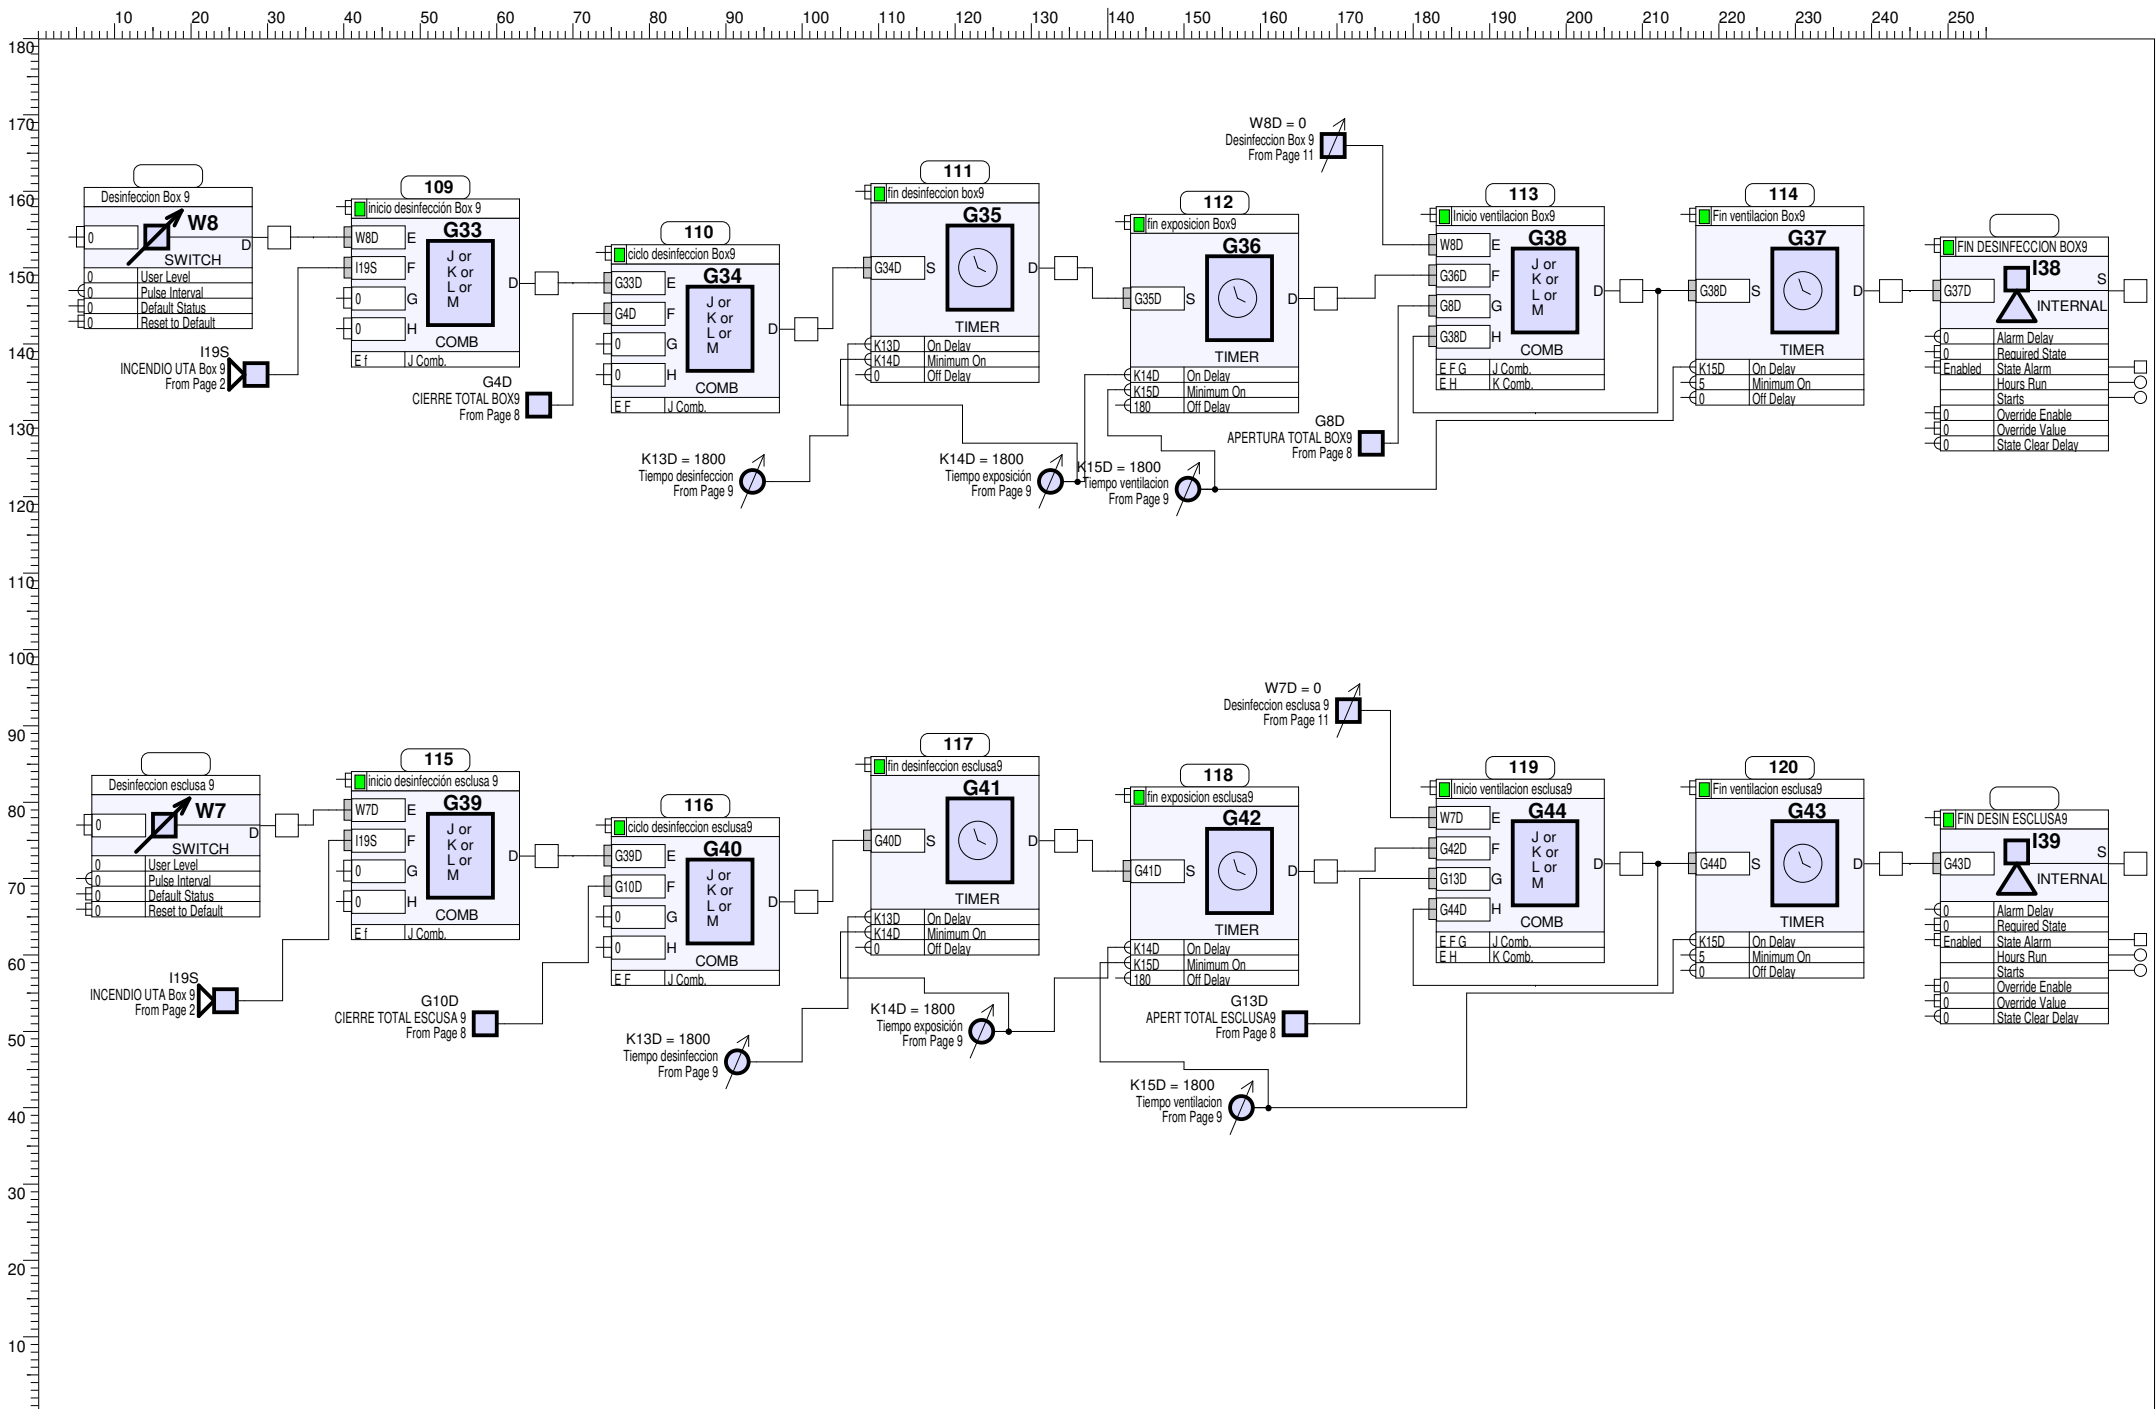 10 20 30 40 50 60 70 80 90 100 110 120 130 140 150 160 170 180 190 200 210 220 230 240 250
180
170
160
150
140
130
120
110
100
90
80
70
60
50
40
30
20
10
Desinfeccion Box 9
0
W8
D
SWITCH
0 User Level
0 Pulse Interval
0 Default Status
0 Reset to Default
I19S
INCENDIO UTA Box 9
From Page 2
109
inicio desinfección Box 9
G33
W8D E
I19S F
0 G
0 H
J or
K or
L or
M
D
COMB
E f J Comb.
110
ciclo desinfeccion Box9
G34
G33D E
G4D F
0 G
0 H
J or
K or
L or
M
D
COMB
E F J Comb.
G4D
CIERRE TOTAL BOX9
From Page 8
111
fin desinfeccion box9
G35
G34D S
D
TIMER
K13D On Delay
K14D Minimum On
0 Off Delay
K13D = 1800
Tiempo desinfeccion
From Page 9
K14D = 1800
Tiempo exposición
From Page 9
K15D = 1800
Tiempo ventilacion
From Page 9
112
fin exposicion Box9
G36
G35D S
D
TIMER
K14D On Delay
K15D Minimum On
180 Off Delay
W8D = 0
Desinfeccion Box 9
From Page 11
G8D
APERTURA TOTAL BOX9
From Page 8
113
Inicio ventilacion Box9
G38
W8D E
G36D F
G8D G
G38D H
J or
K or
L or
M
D
COMB
E F G J Comb.
E H K Comb.
114
Fin ventilacion Box9
G37
G38D S
D
TIMER
K15D On Delay
5 Minimum On
0 Off Delay
FIN DESINFECCION BOX9
I38
G37D
S
INTERNAL
0 Alarm Delay
0 Required State
Enabled State Alarm
Hours Run
Starts
0 Override Enable
0 Override Value
0 State Clear Delay
Desinfeccion esclusa 9
0
W7
D
SWITCH
0 User Level
0 Pulse Interval
0 Default Status
0 Reset to Default
I19S
INCENDIO UTA Box 9
From Page 2
115
inicio desinfección esclusa 9
G39
W7D E
I19S F
0 G
0 H
J or
K or
L or
M
D
COMB
E f J Comb.
116
ciclo desinfeccion esclusa9
G40
G39D E
G10D F
0 G
0 H
J or
K or
L or
M
D
COMB
E F J Comb.
G10D
CIERRE TOTAL ESCUSA 9
From Page 8
117
fin desinfeccion esclusa9
G41
G40D S
D
TIMER
K13D On Delay
K14D Minimum On
0 Off Delay
K13D = 1800
Tiempo desinfeccion
From Page 9
K14D = 1800
Tiempo exposición
From Page 9
118
fin exposicion esclusa9
G42
G41D S
D
TIMER
K14D On Delay
K15D Minimum On
180 Off Delay
K15D = 1800
Tiempo ventilacion
From Page 9
W7D = 0
Desinfeccion esclusa 9
From Page 11
G13D
APERT TOTAL ESCLUSA9
From Page 8
119
Inicio ventilacion esclusa9
G44
W7D E
G42D F
G13D G
G44D H
J or
K or
L or
M
D
COMB
E F G J Comb.
E H K Comb.
120
Fin ventilacion esclusa9
G43
G44D S
D
TIMER
K15D On Delay
5 Minimum On
0 Off Delay
FIN DESIN ESCLUSA9
I39
G43D
S
INTERNAL
0 Alarm Delay
0 Required State
Enabled State Alarm
Hours Run
Starts
0 Override Enable
0 Override Value
0 State Clear Delay